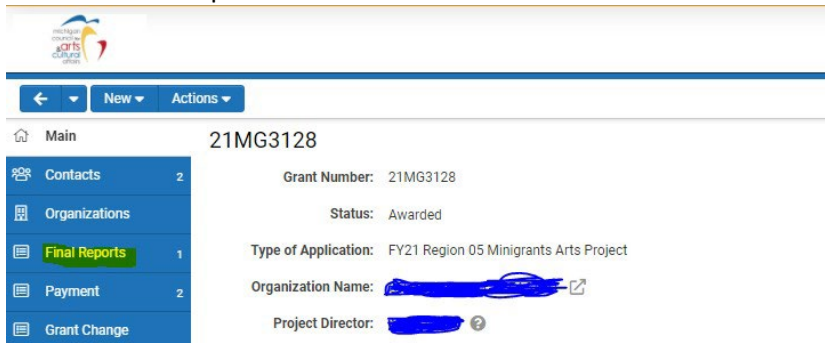 michigan
council for
&arts
cultural
affairs
New Actions
Main
21MG3128
Contacts 2
Grant Number: 21MG3128
Organizations
Status: Awarded
Final Reports 1
Type of Application: FY21 Region 05 Minigrants Arts Project
Payment 2
Organization Name:
Grant Change
Project Director: